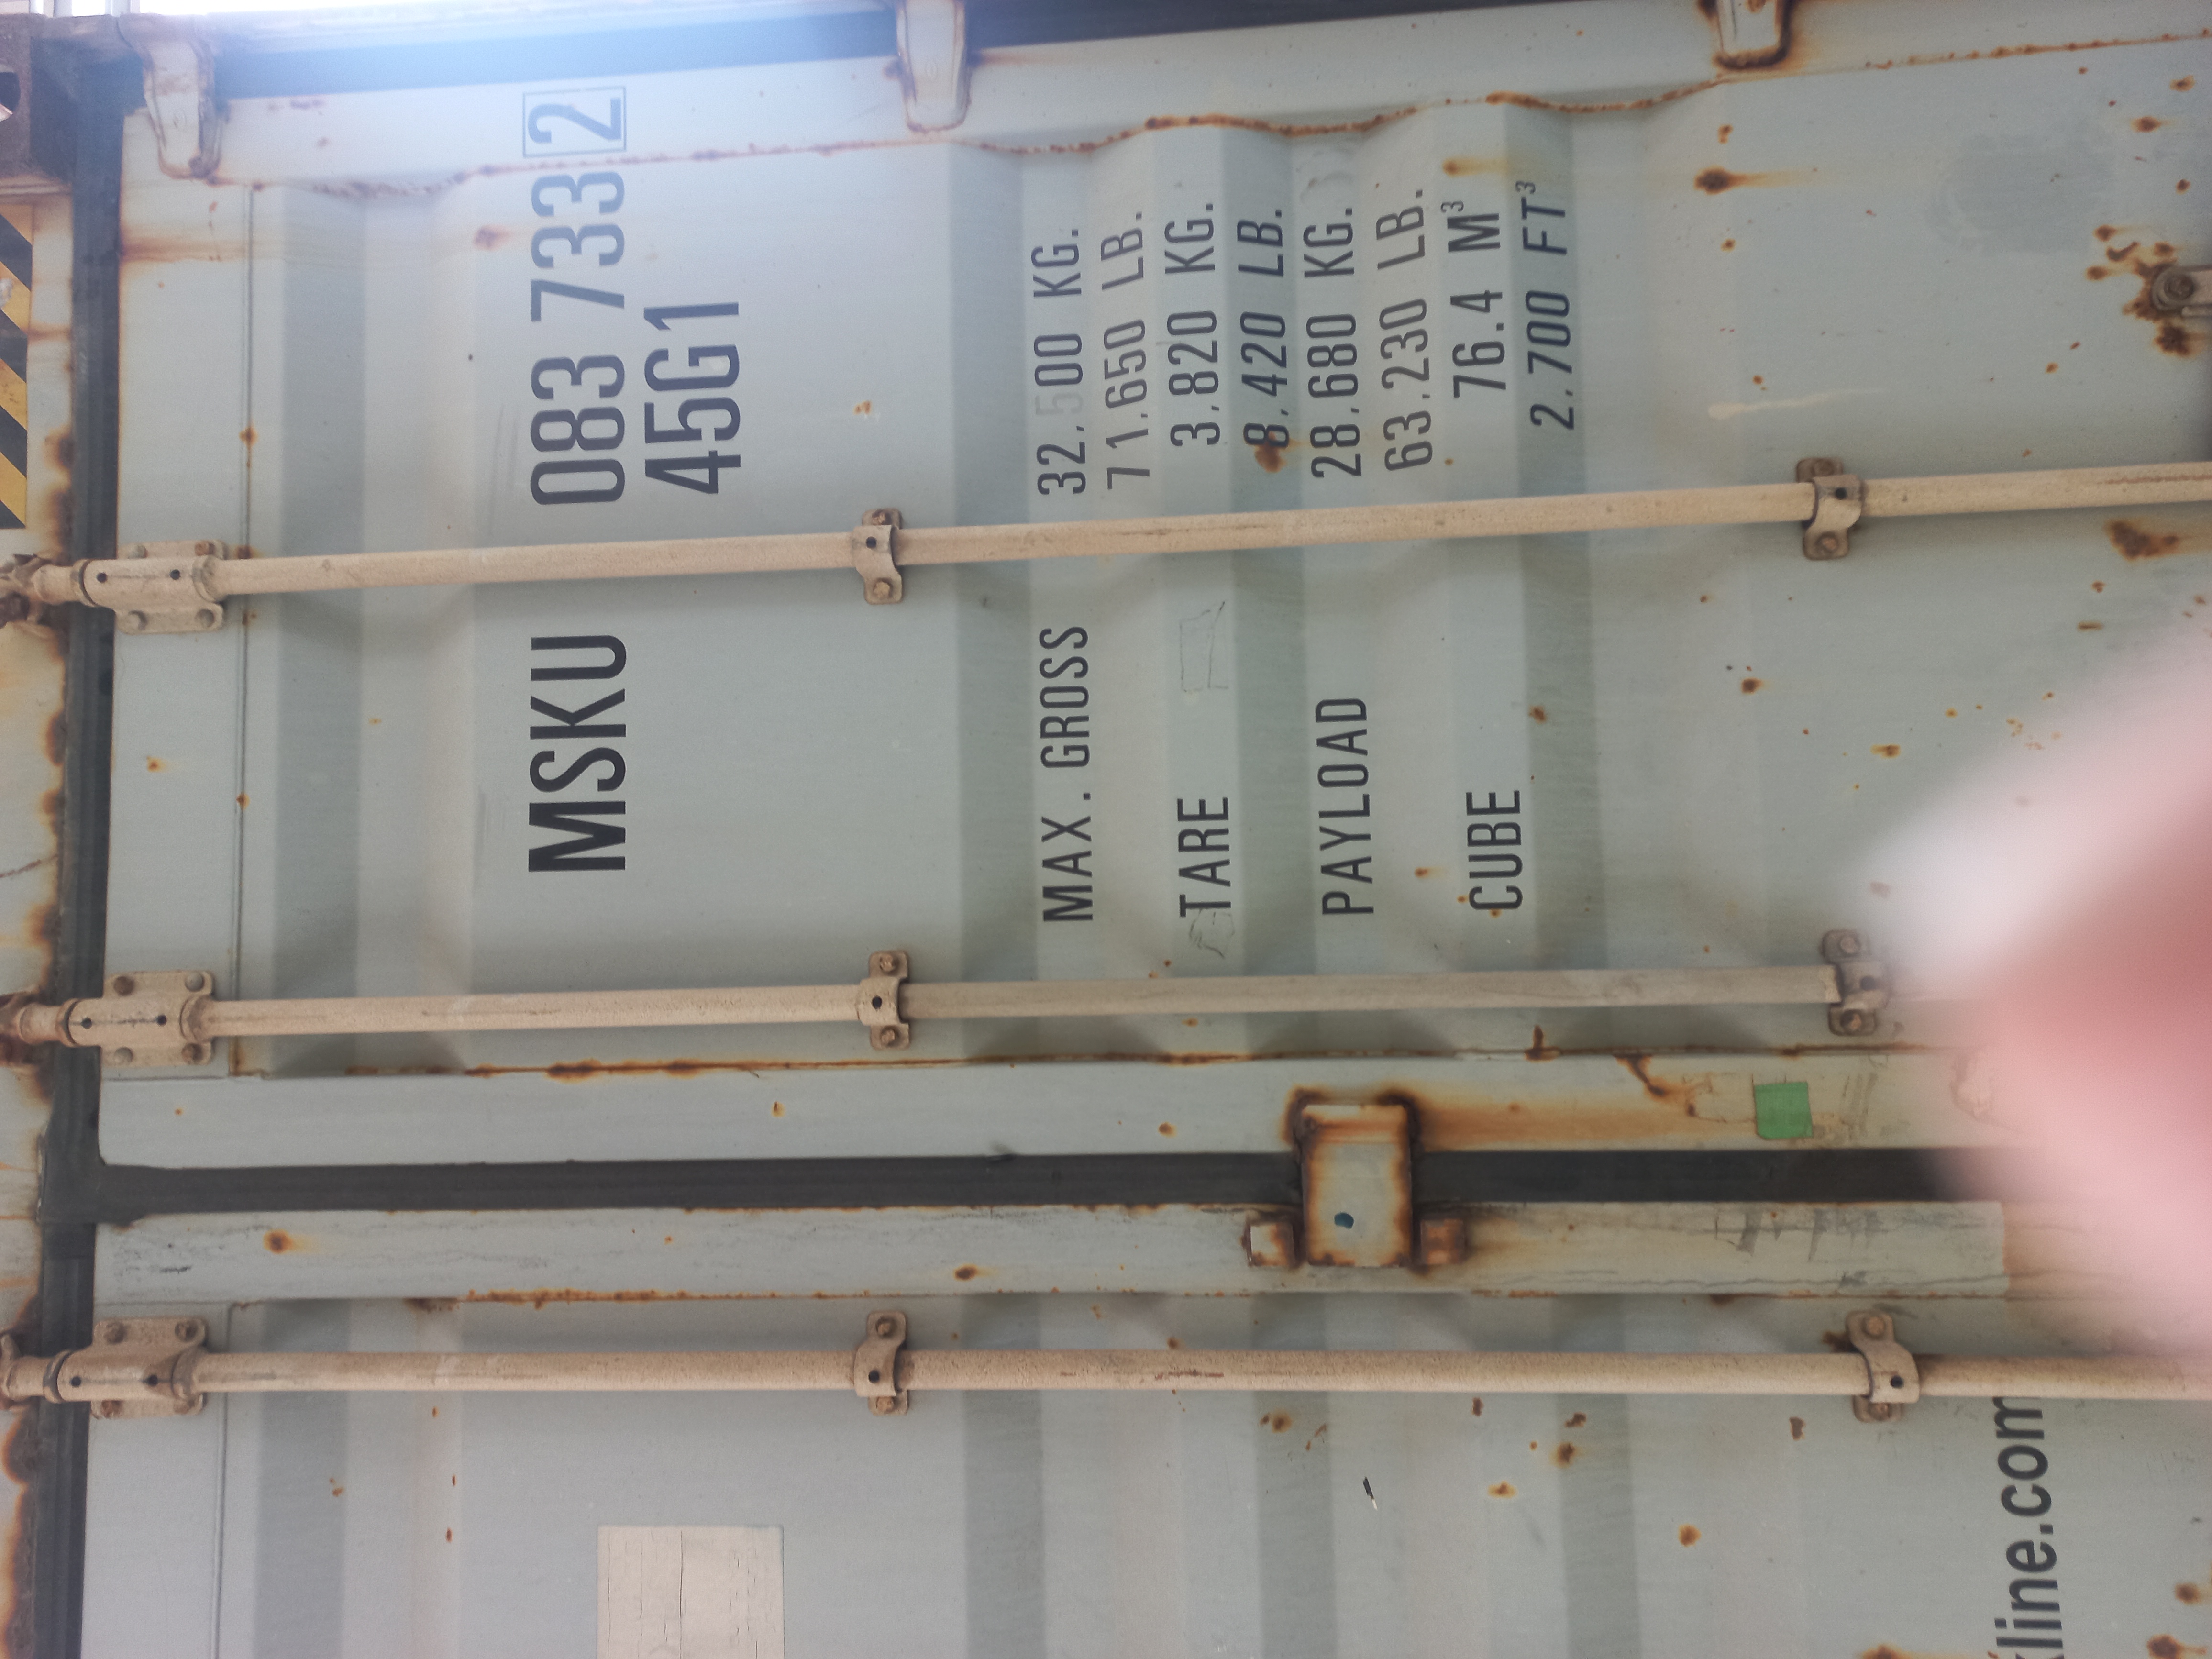 MSKU 083 733 2
45G1
MAX. GROSS 32.500 KG.
71.650 LB.
TARE 3.820 KG.
8.420 LB.
PAYLOAD 28.680 KG.
63.230 LB.
CUBE 76.4 M³
2.700 FT³
kline.com